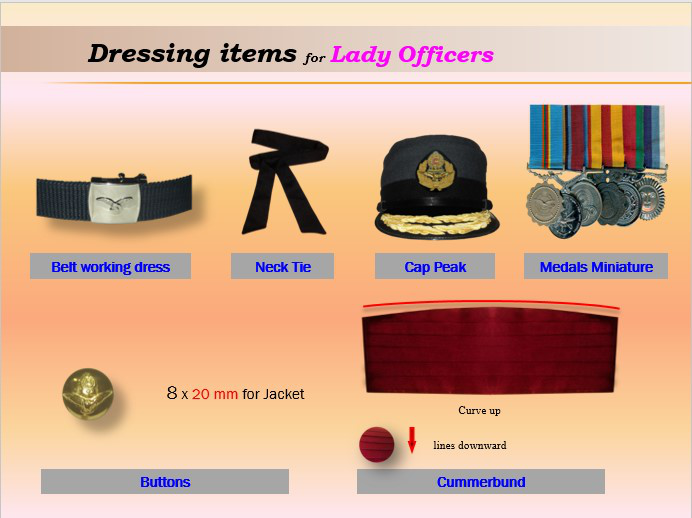 Dressing items for Lady Officers
Belt working dress
Neck Tie
Cap Peak
Medals Miniature
8 x 20 mm for Jacket
Curve up
lines downward
Buttons
Cummerbund